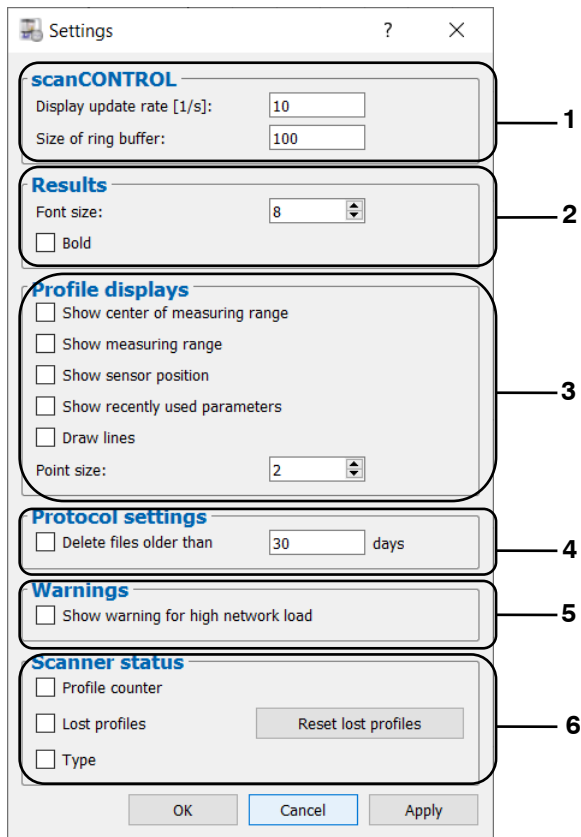 Settings ?
scanCONTROL
Display update rate [1/s]: 10
1
Size of ring buffer: 100
Results
Font size: 8
2
Bold
Profile displays
Show center of measuring range
Show measuring range
Show sensor position
3
Show recently used parameters
Draw lines
Point size: 2
Protocol settings
Delete files older than 30 days
4
Warnings
Show warning for high network load
5
Scanner status
Profile counter
Lost profiles Reset lost profiles
6
Type
OK Cancel Apply